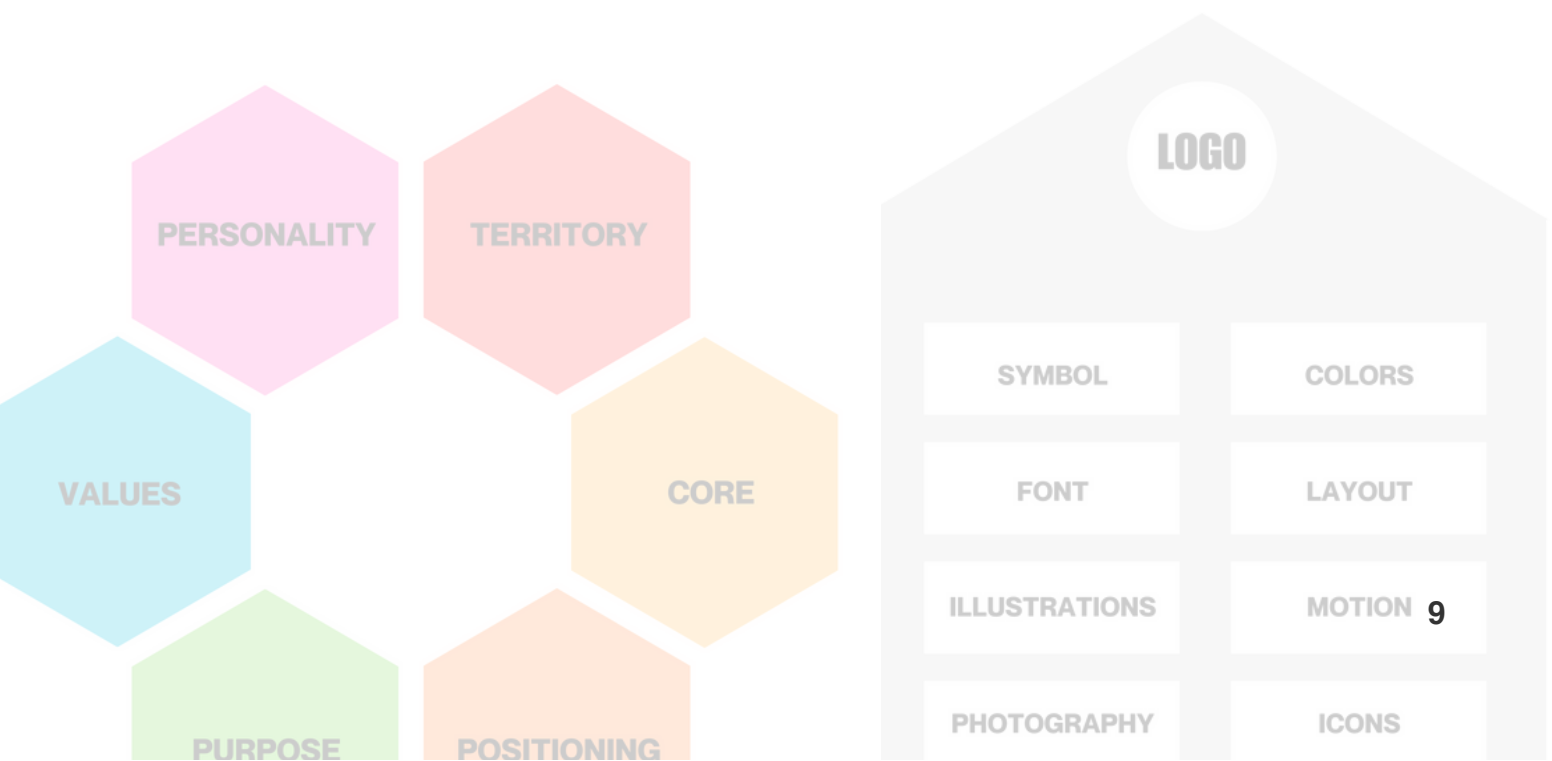 PERSONALITY
TERRITORY
VALUES
CORE
PURPOSE
POSITIONING
LOGO
SYMBOL
COLORS
FONT
LAYOUT
ILLUSTRATIONS
MOTION
9
PHOTOGRAPHY
ICONS